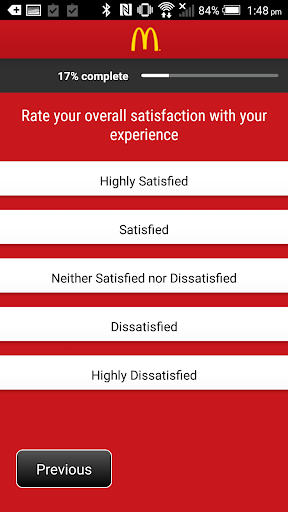 84% 1:48 pm
17% complete
Rate your overall satisfaction with your
experience
Highly Satisfied
Satisfied
Neither Satisfied nor Dissatisfied
Dissatisfied
Highly Dissatisfied
Previous